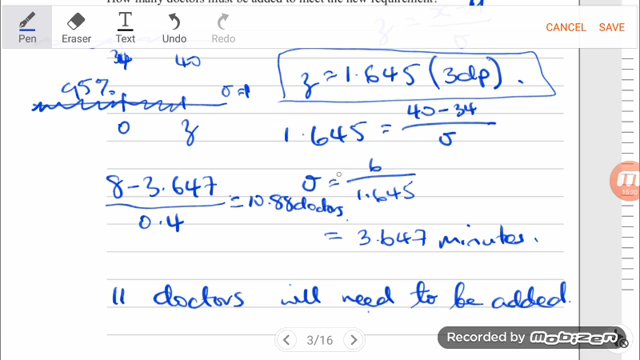 How many doctors must be added to meet the new requirement?
Pen
Eraser
Text
Undo
Redo
CANCEL
SAVE
34 40
95%
0 z
z = 1.645 (3dp).
1.645 = 40 - 34 / σ
σ = 6 / 1.645
= 3.647 minutes.
8 - 3.647 / 0.4 = 10.88 doctors
11 doctors will need to be added.
3/16
15:20
Recorded by Mobizen